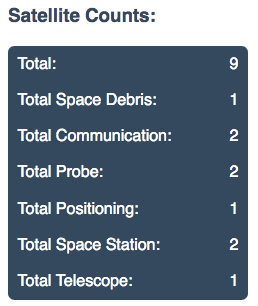 Satellite Counts:
Total: 9
Total Space Debris: 1
Total Communication: 2
Total Probe: 2
Total Positioning: 1
Total Space Station: 2
Total Telescope: 1